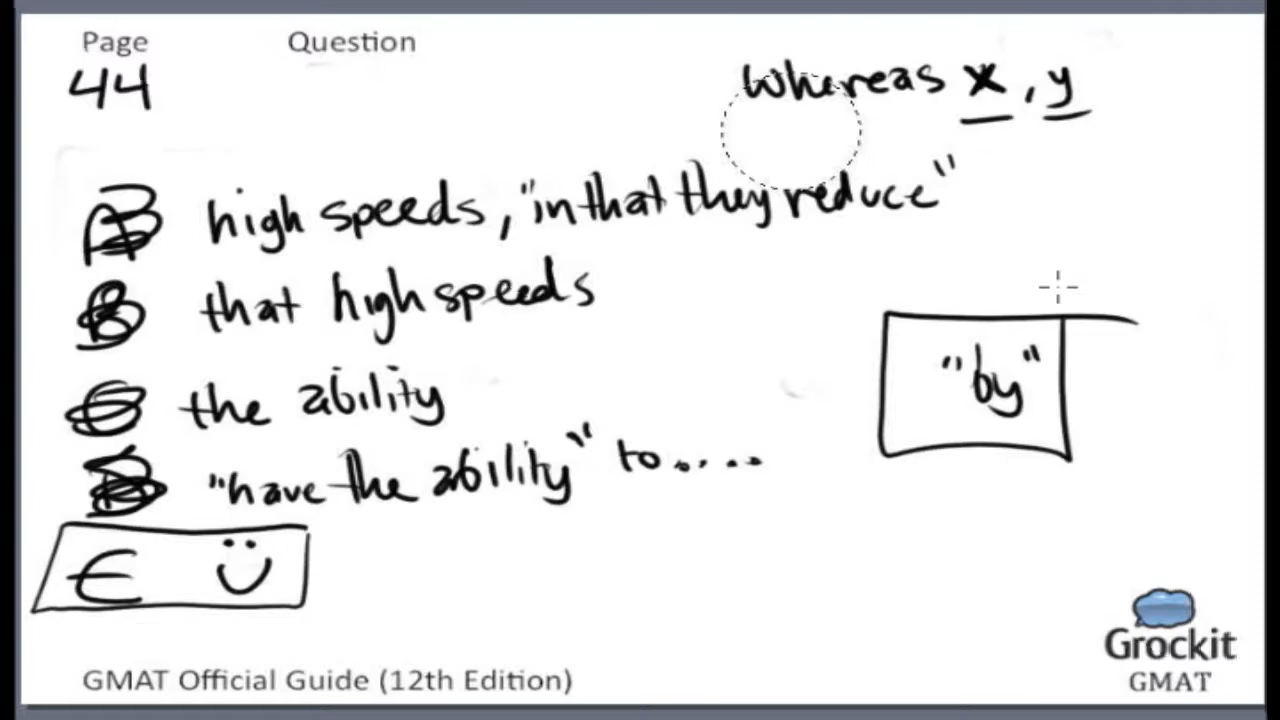 Page Question
44
Whereas x, y
A high speeds, "in that they reduce"
B that high speeds
C the ability
D "have the ability" to.....
"by"
E
Grockit
GMAT
GMAT Official Guide (12th Edition)